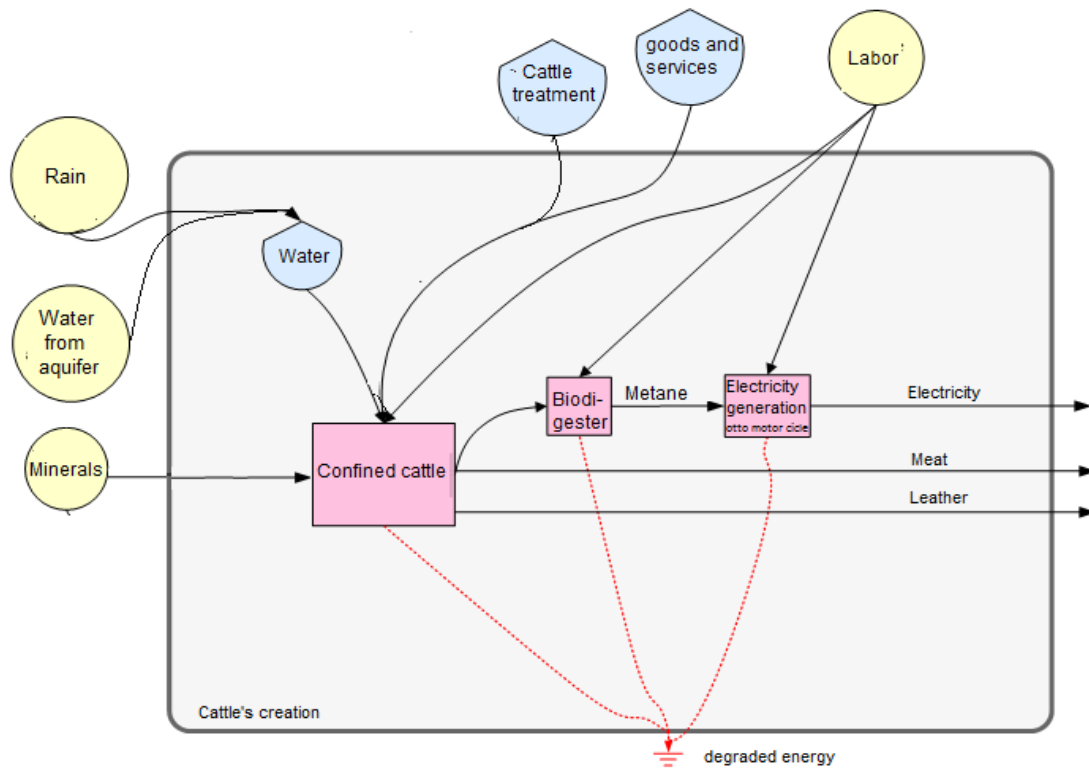 goods and
services
Labor
Cattle
treatment
Rain
Water
Water
from
aquifer
Biodi-
gester
Metane
Electricity
generation
otto motor cicle
Electricity
Minerals
Confined cattle
Meat
Leather
Cattle's creation
degraded energy